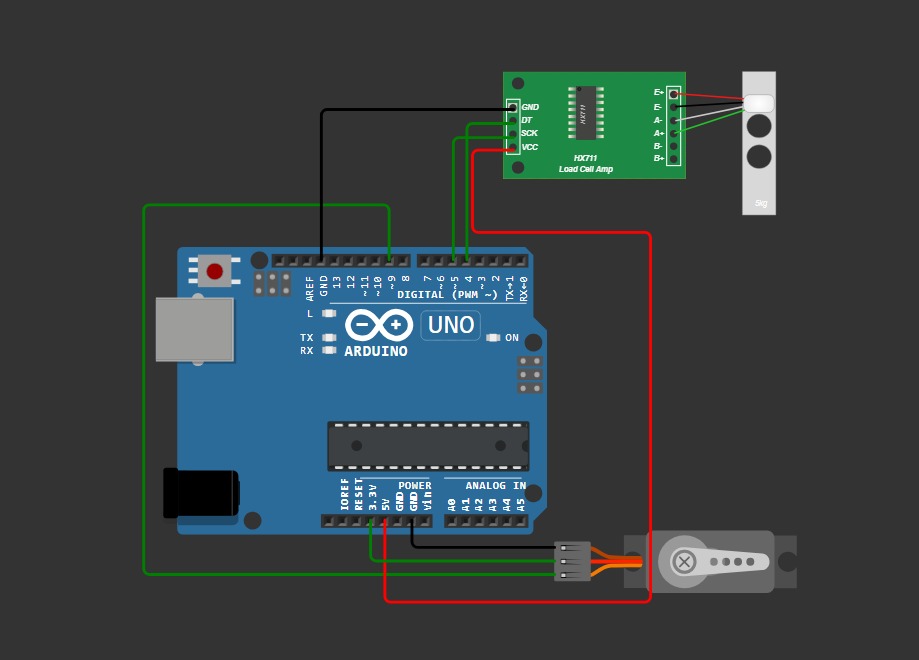 GND
DT
SCK
VCC
HX711
HX711
Load Cell Amp
E+
E-
A-
A+
B-
B+
5kg
AREF
GND
13
12
~11
~10
~9
8
7
~6
~5
4
~3
2
TX→1
RX←0
DIGITAL (PWM ~)
L
TX
RX
UNO
ON
ARDUINO
POWER
ANALOG IN
IOREF
RESET
3.3V
5V
GND
GND
Vin
A0
A1
A2
A3
A4
A5